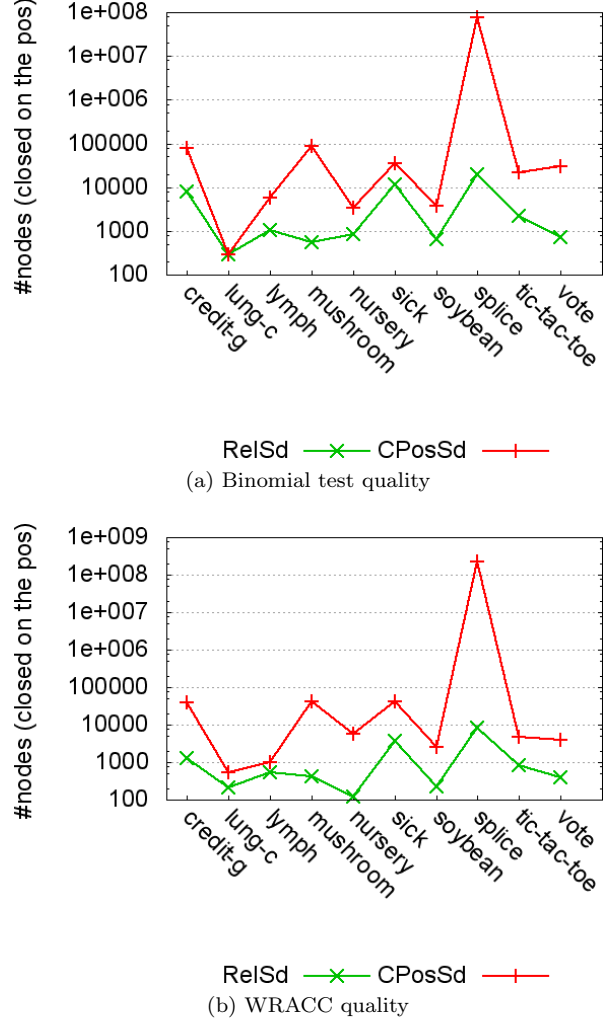 #nodes (closed on the pos)
1e+008
1e+007
1e+006
100000
10000
1000
100
credit-g
lung-c
lymph
mushroom
nursery
sick
soybean
splice
tic-tac-toe
vote
RelSd
CPosSd
(a) Binomial test quality
#nodes (closed on the pos)
1e+009
1e+008
1e+007
1e+006
100000
10000
1000
100
credit-g
lung-c
lymph
mushroom
nursery
sick
soybean
splice
tic-tac-toe
vote
RelSd
CPosSd
(b) WRACC quality